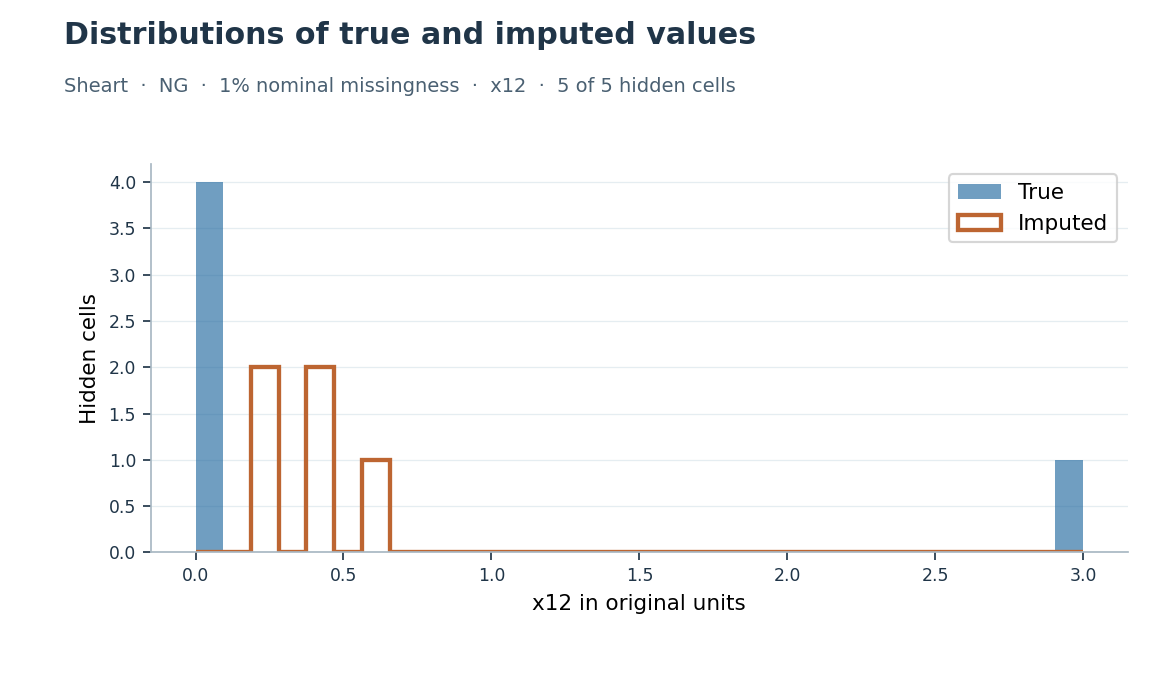 Distributions of true and imputed values
Sheart · NG · 1% nominal missingness · x12 · 5 of 5 hidden cells
True
Imputed
Hidden cells
4.0
3.5
3.0
2.5
2.0
1.5
1.0
0.5
0.0
0.0 0.5 1.0 1.5 2.0 2.5 3.0
x12 in original units